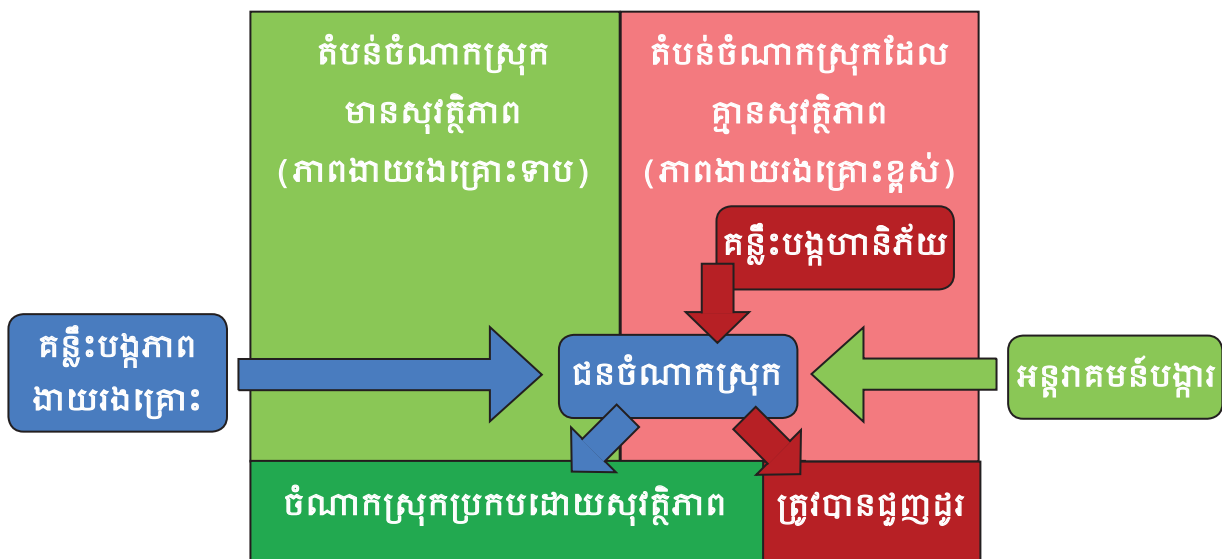 តំបន់ចំណាកស្រុក
មានសុវត្ថិភាព
(ភាពងាយរងគ្រោះទាប)
តំបន់ចំណាកស្រុកដែល
គ្មានសុវត្ថិភាព
(ភាពងាយរងគ្រោះខ្ពស់)
គន្លឹះបង្កហានិភ័យ
គន្លឹះបង្កភាព
ងាយរងគ្រោះ
ជនចំណាកស្រុក
អន្តរាគមន៍បង្ការ
ចំណាកស្រុកប្រកបដោយសុវត្ថិភាព
ត្រូវបានជួញដូរ